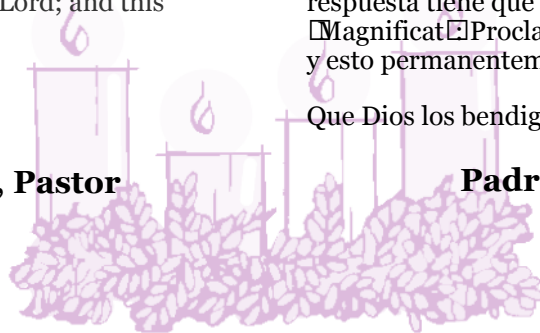 Lord; and this
, Pastor
respuesta tiene que
Magnificat: Procla
y esto permanentem
Que Dios los bendig
Padr